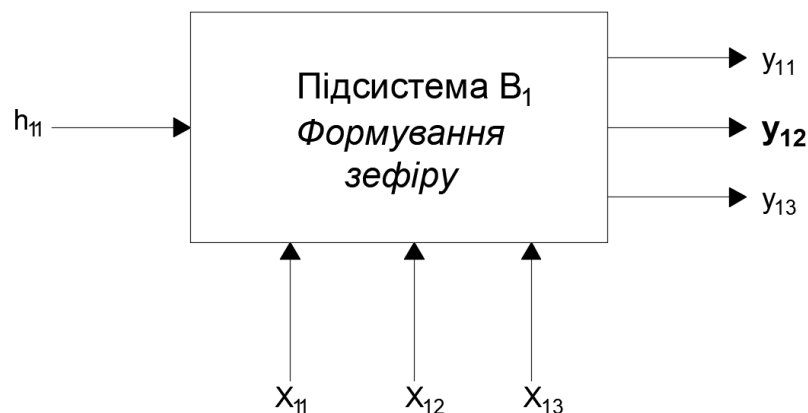 Підсистема B₁
Формування
зефіру
h₁₁
y₁₁
y₁₂
y₁₃
X₁₁ X₁₂ X₁₃